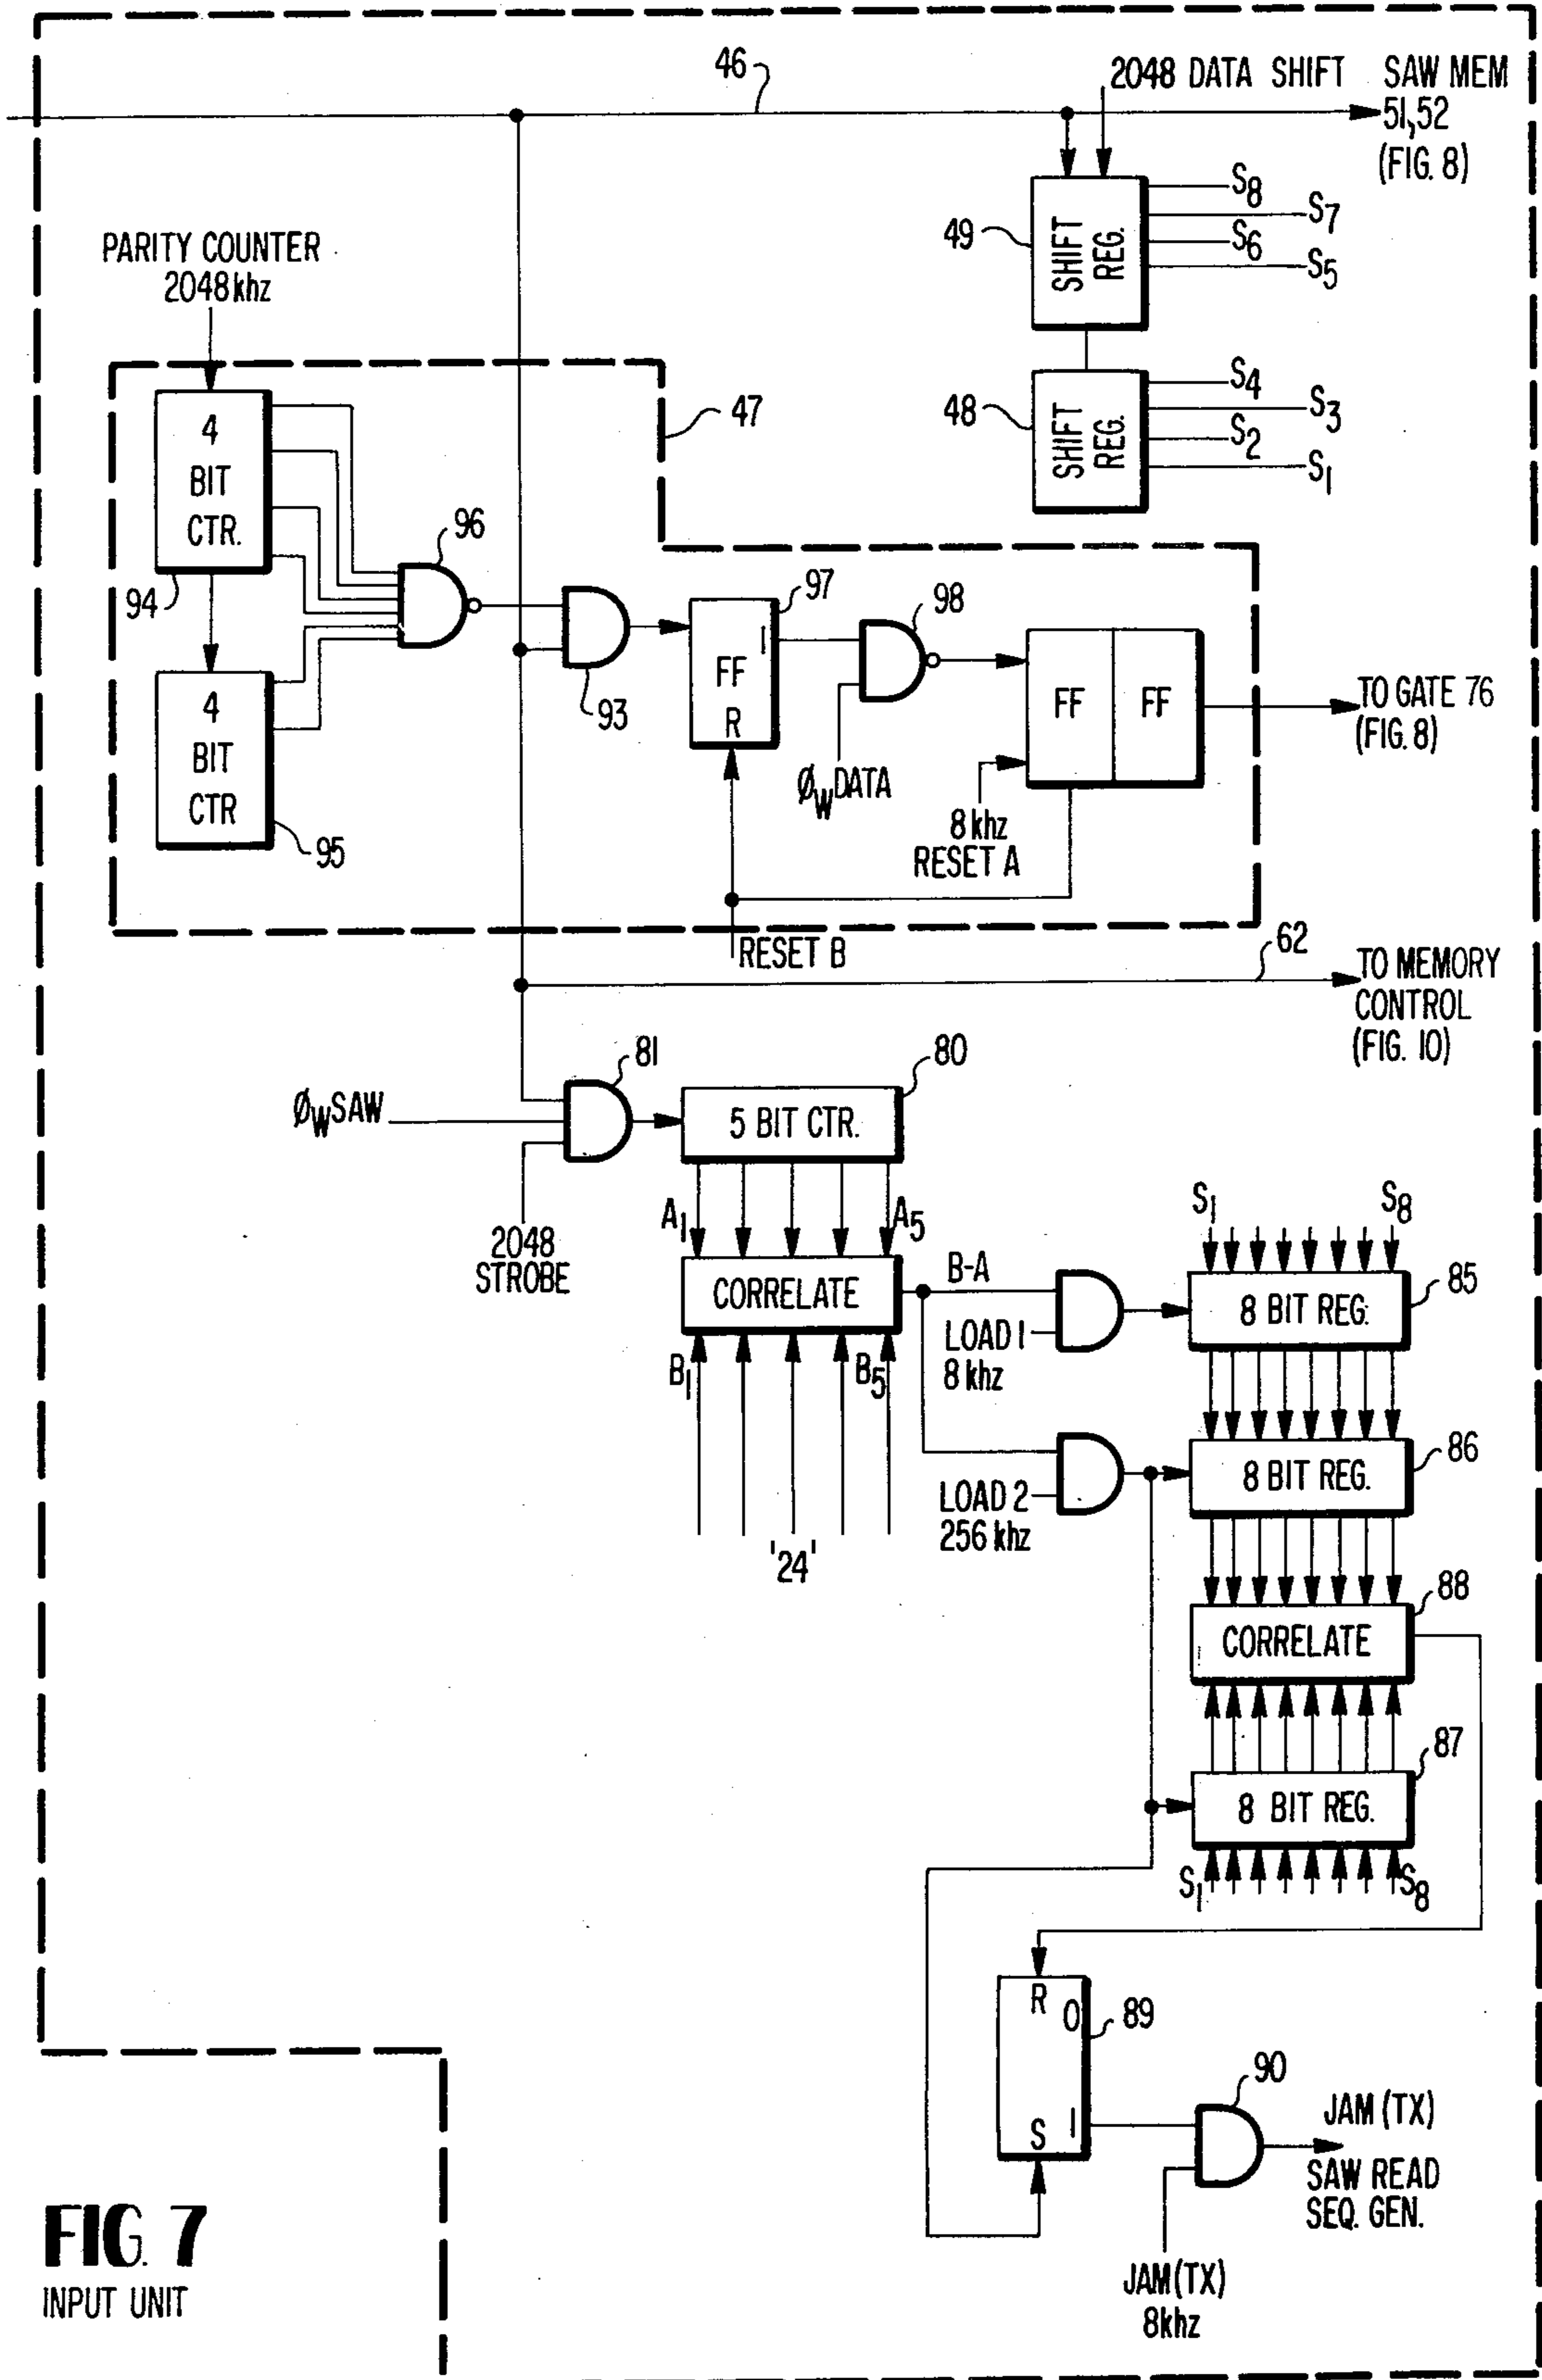 46
2048 DATA SHIFT
SAW MEM
51,52
(FIG. 8)
S8
S7
S6
S5
49
SHIFT
REG.
PARITY COUNTER
2048 khz
S4
S3
S2
S1
48
SHIFT
REG.
47
4
BIT
CTR.
94
96
93
97
FF
R
1
98
ØW DATA
FF
FF
TO GATE 76
(FIG. 8)
4
BIT
CTR
95
8 khz
RESET A
RESET B
62
TO MEMORY
CONTROL
(FIG. 10)
81
80
ØW SAW
5 BIT CTR.
2048
STROBE
A1
A5
CORRELATE
B1
B5
'24'
B-A
LOAD 1
8 khz
S1
S8
8 BIT REG.
85
LOAD 2
256 khz
8 BIT REG.
86
CORRELATE
88
8 BIT REG.
87
S1
S8
R
0
89
S
1
90
JAM (TX)
SAW READ
SEQ. GEN.
JAM (TX)
8khz
FIG. 7
INPUT UNIT